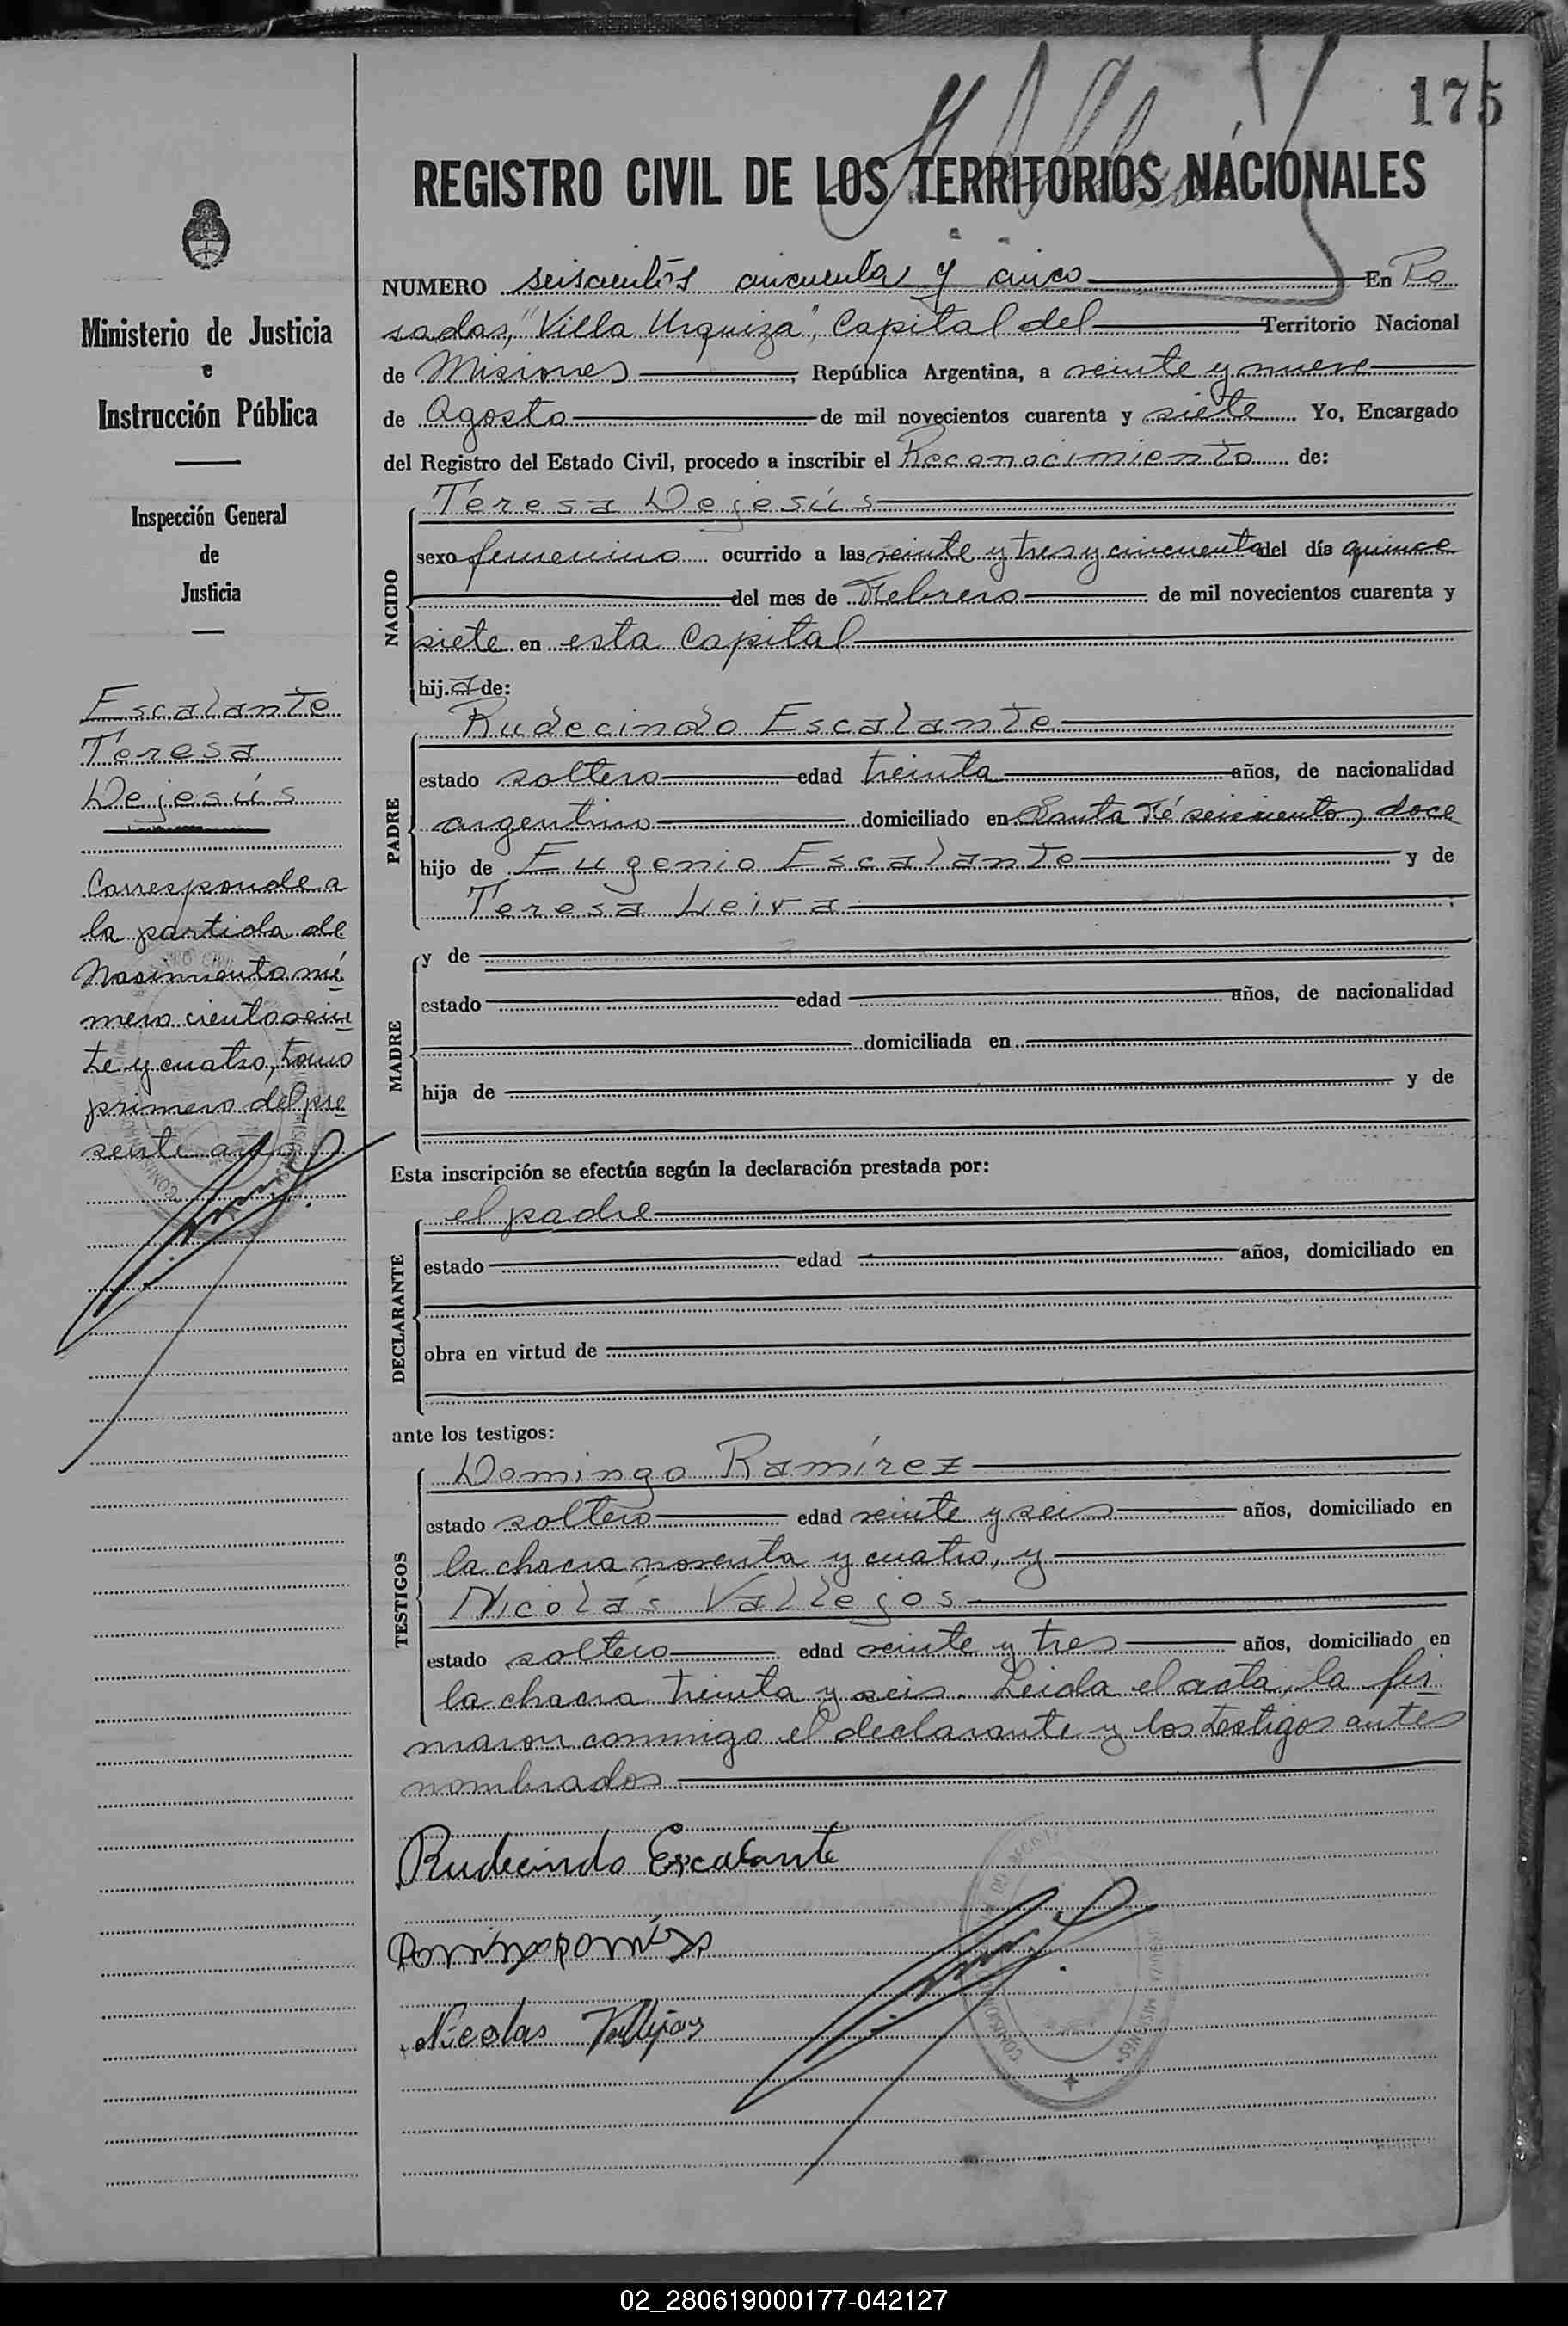 175
REGISTRO CIVIL DE LOS TERRITORIOS NACIONALES
Ministerio de Justicia
e
Instrucción Pública
Inspección General
de
Justicia
Escalante
Teresa
Dejesús
Corresponde a
la partida de
Nacimiento nú
mero cientovein
te y cuatro, tomo
primero del pre
sente año
NUMERO seiscientos cincuenta y cinco En Po
sadas, "Villa Urquiza", Capital del Territorio Nacional
de Misiones, República Argentina, a veinte y nueve
de Agosto de mil novecientos cuarenta y siete Yo, Encargado
del Registro del Estado Civil, procedo a inscribir el Reconocimiento de:
NACIDO
Teresa Dejesús
sexo femenino ocurrido a las veinte y tres y cincuenta del día quince
del mes de Febrero de mil novecientos cuarenta y
siete en esta Capital
hija de:
PADRE
Rudecindo Escalante
estado soltero edad treinta años, de nacionalidad
argentino domiciliado en Santa Fé seiscientos doce
hijo de Eugenio Escalante y de
Teresa Leiva
MADRE
y de
estado edad años, de nacionalidad
domiciliada en
hija de y de
Esta inscripción se efectúa según la declaración prestada por:
DECLARANTE
el padre
estado edad años, domiciliado en
obra en virtud de
ante los testigos:
TESTIGOS
Domingo Ramírez
estado soltero edad veinte y seis años, domiciliado en
la chacra noventa y cuatro, y
Nicolás Vallejos
estado soltero edad veinte y tres años, domiciliado en
la chacra treinta y seis. Leida el acta, la fir
maron conmigo el declarante y los testigos antes
nombrados
Rudecindo Escalante
Nicolas Vallejos
02_280619000177-042127